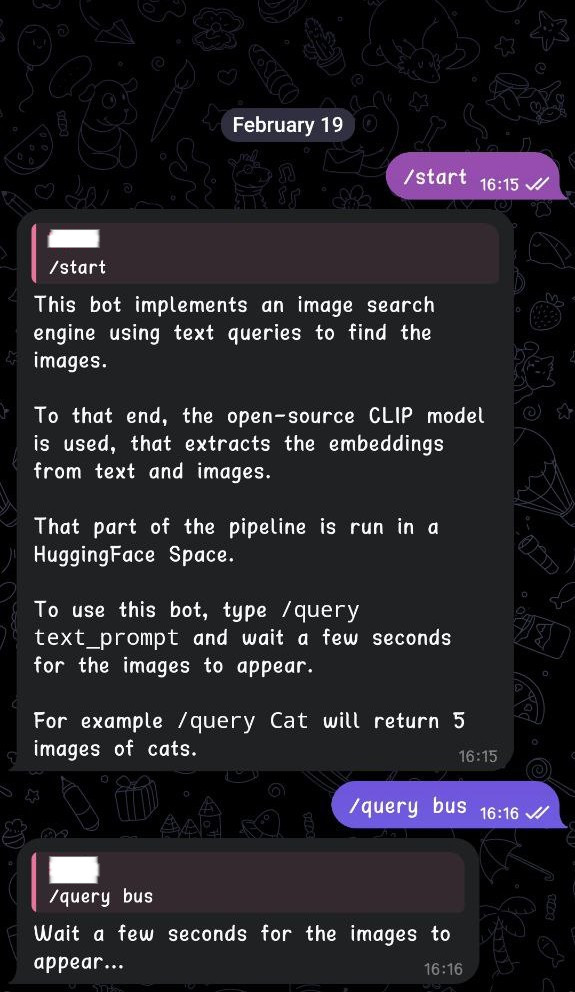 February 19
/start 16:15
/start
This bot implements an image search
engine using text queries to find the
images.
To that end, the open-source CLIP model
is used, that extracts the embeddings
from text and images.
That part of the pipeline is run in a
HuggingFace Space.
To use this bot, type /query
text_prompt and wait a few seconds
for the images to appear.
For example /query Cat will return 5
images of cats.
16:15
/query bus 16:16
/query bus
Wait a few seconds for the images to
appear...
16:16